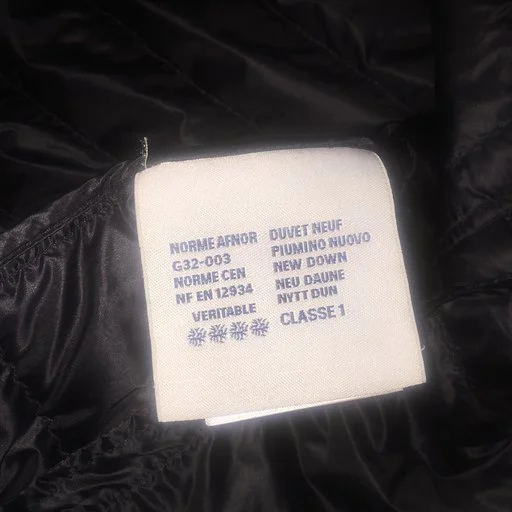 NORME AFNOR
G32-003
NORME CEN
NF EN 12934
VERITABLE
DUVET NEUF
PIUMINO NUOVO
NEW DOWN
NEU DAUNE
NYTT DUN
CLASSE 1